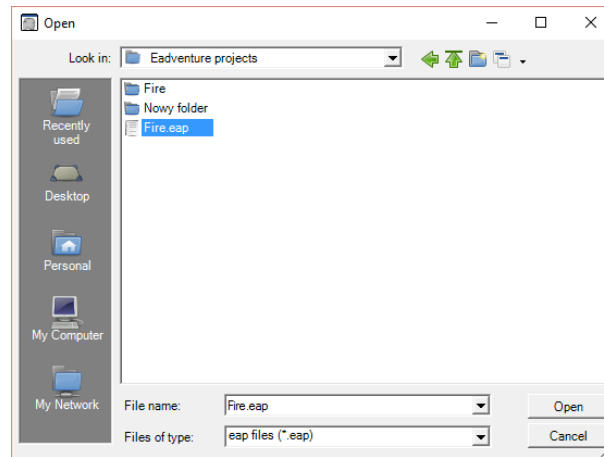 Open
Look in:
Eadventure projects
Recently
used
Desktop
Personal
My Computer
My Network
Fire
Nowy folder
Fire.eap
File name:
Fire.eap
Open
Files of type:
eap files (*.eap)
Cancel